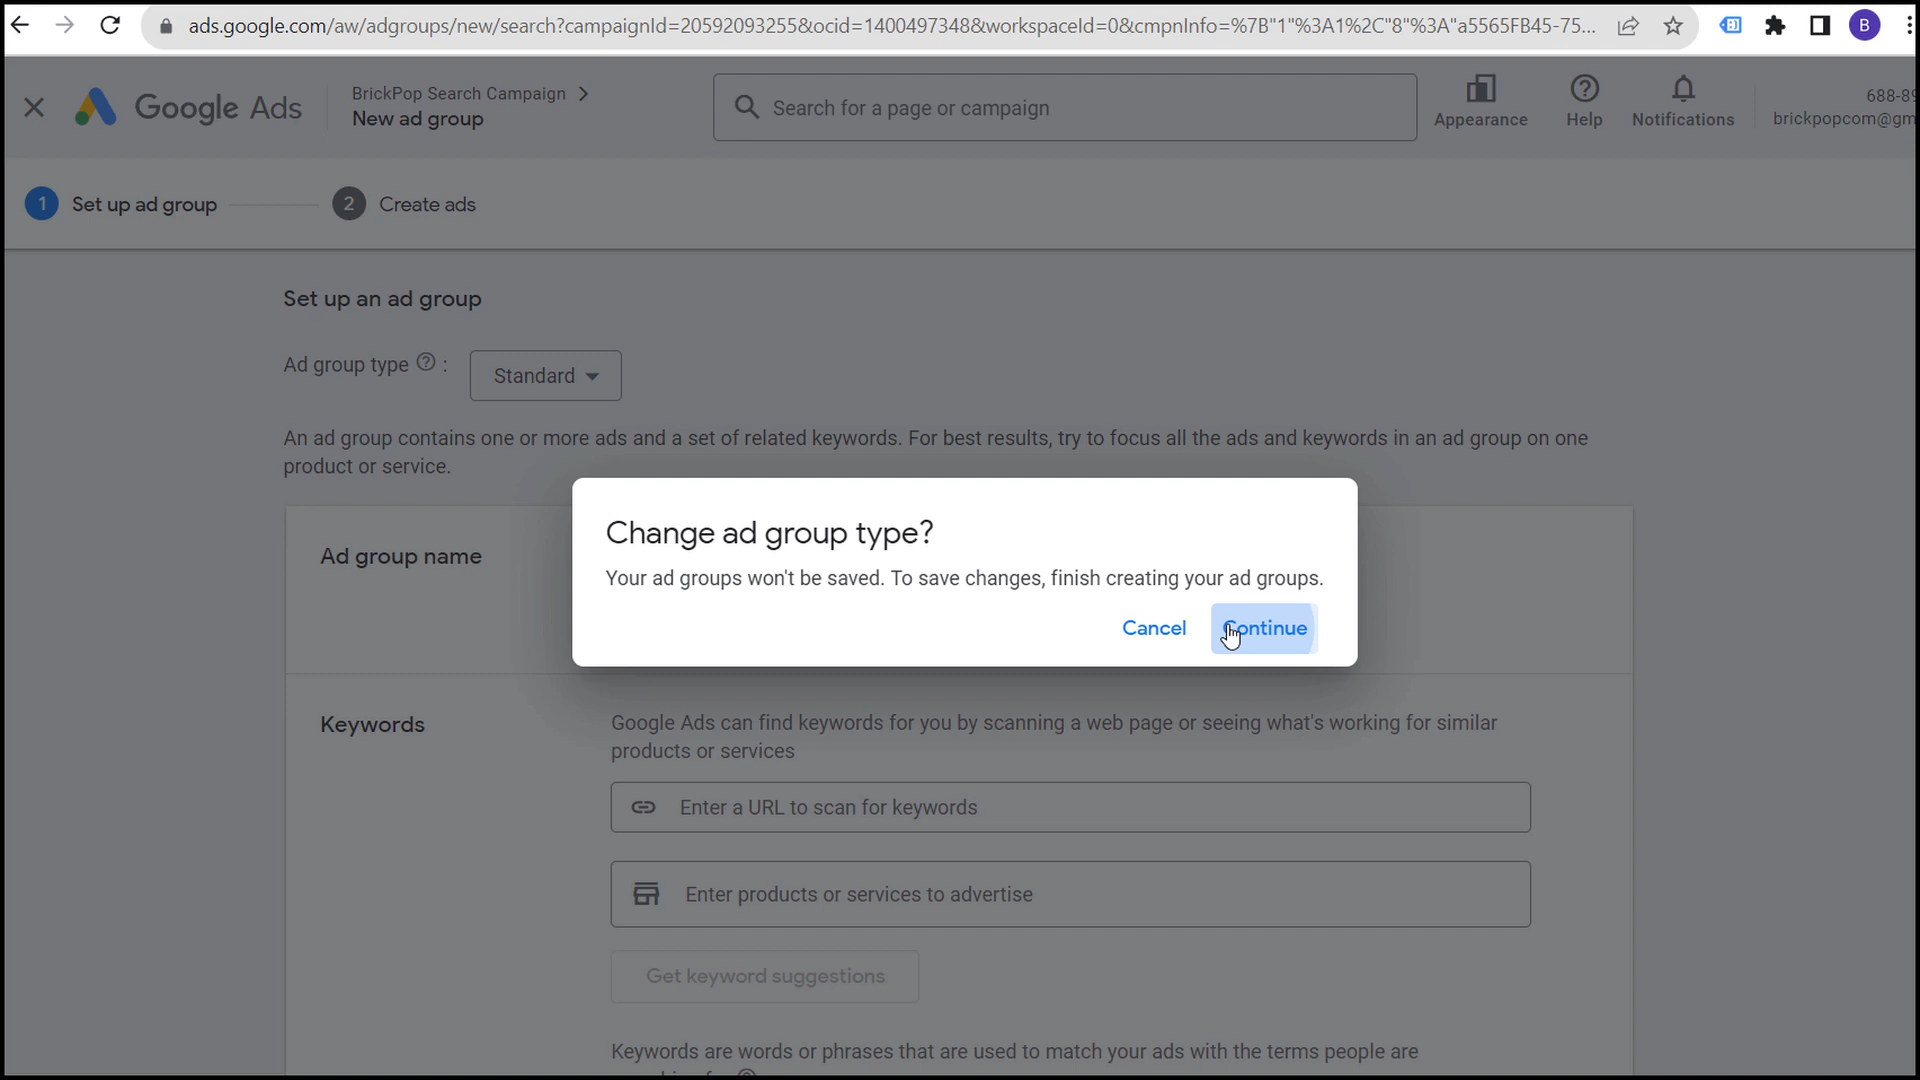 ads.google.com/aw/adgroups/new/search?campaignId=20592093255&ocid=1400497348&workspaceId=0&cmpnInfo=%7B"1"%3A1%2C"8"%3A"a5565FB45-75...
B
Google Ads
BrickPop Search Campaign
New ad group
Search for a page or campaign
Appearance
Help
Notifications
688-89
brickpopcom@gm
1 Set up ad group
2 Create ads
Set up an ad group
Ad group type ? :
Standard
An ad group contains one or more ads and a set of related keywords. For best results, try to focus all the ads and keywords in an ad group on one
product or service.
Change ad group type?
Your ad groups won't be saved. To save changes, finish creating your ad groups.
Cancel
Continue
Ad group name
Keywords
Google Ads can find keywords for you by scanning a web page or seeing what's working for similar
products or services
Enter a URL to scan for keywords
Enter products or services to advertise
Get keyword suggestions
Keywords are words or phrases that are used to match your ads with the terms people are